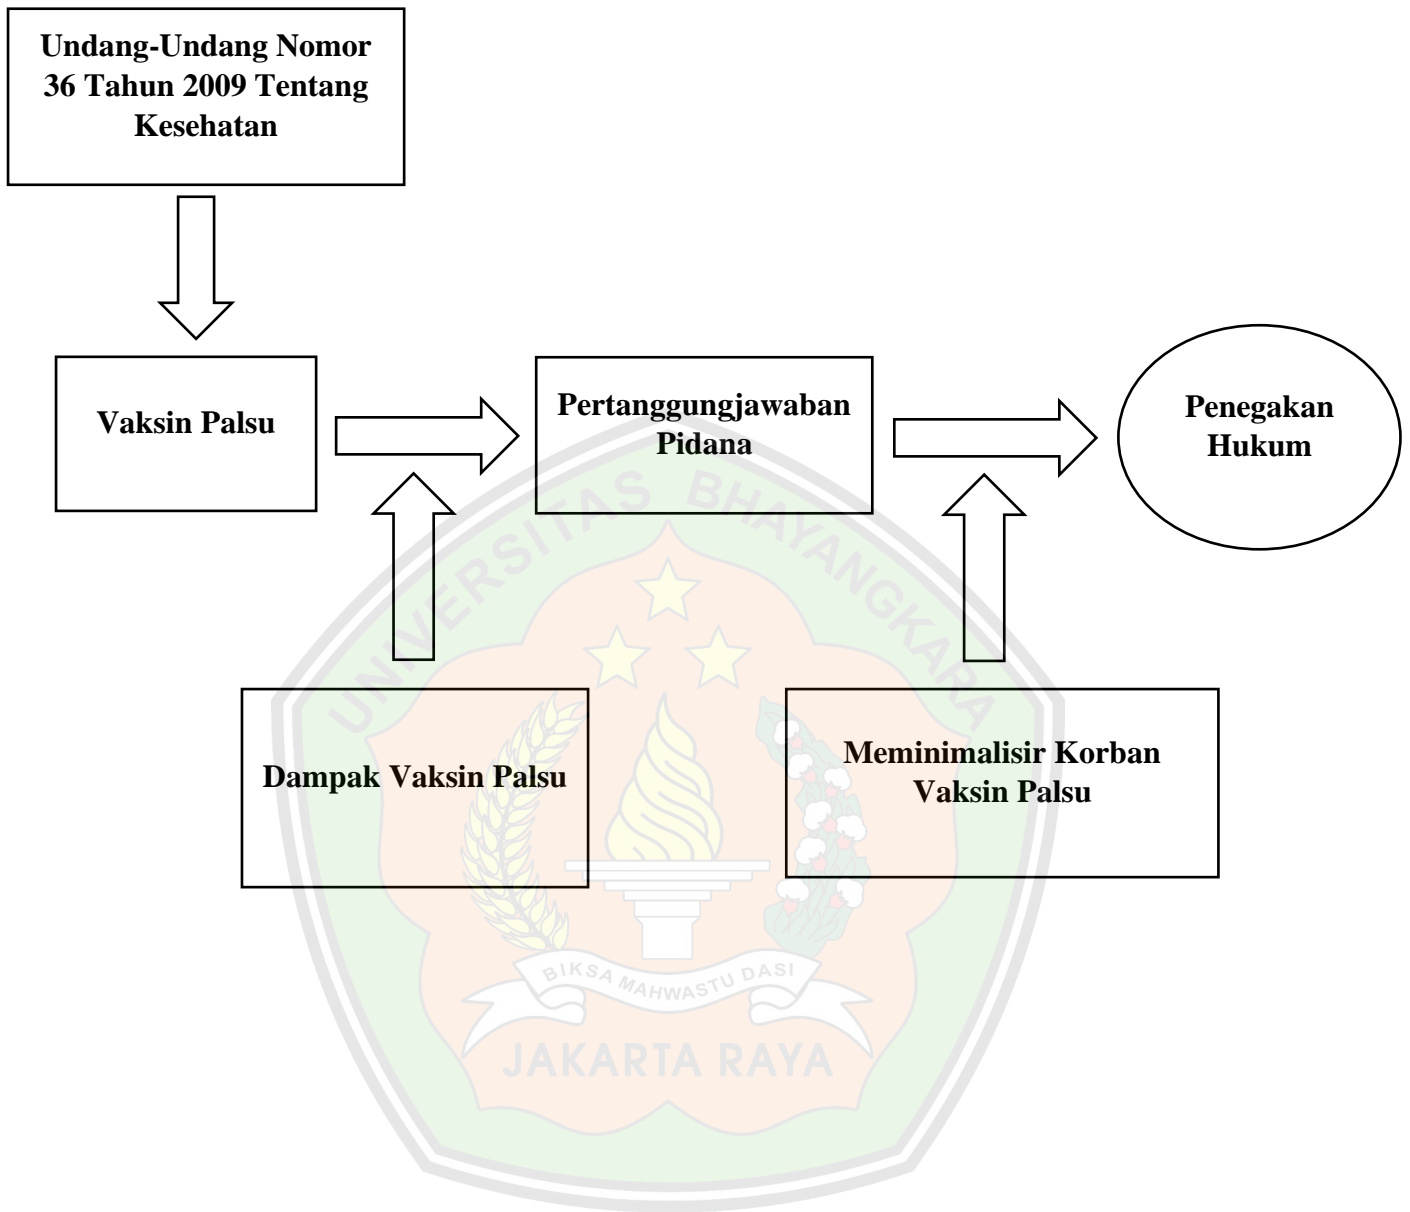 Undang-Undang Nomor
36 Tahun 2009 Tentang
Kesehatan
Vaksin Palsu
Pertanggungjawaban
Pidana
Penegakan
Hukum
Dampak Vaksin Palsu
Meminimalisir Korban
Vaksin Palsu
UNIVERSITAS BHAYANGKARA
BIKSA MAHWASTU DASI
JAKARTA RAYA